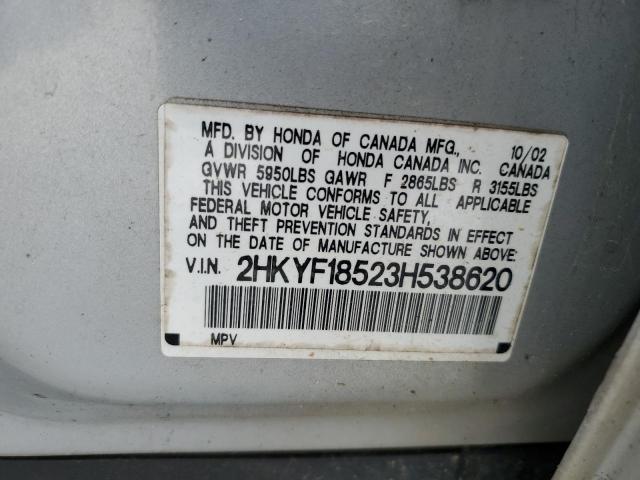 MFD. BY HONDA OF CANADA MFG., 10/02
A DIVISION OF HONDA CANADA INC. CANADA
GVWR 5950LBS GAWR F 2865LBS R 3155LBS
THIS VEHICLE CONFORMS TO ALL APPLICABLE
FEDERAL MOTOR VEHICLE SAFETY,
AND THEFT PREVENTION STANDARDS IN EFFECT
ON THE DATE OF MANUFACTURE SHOWN ABOVE:
V.I.N. 2HKYF18523H538620
MPV